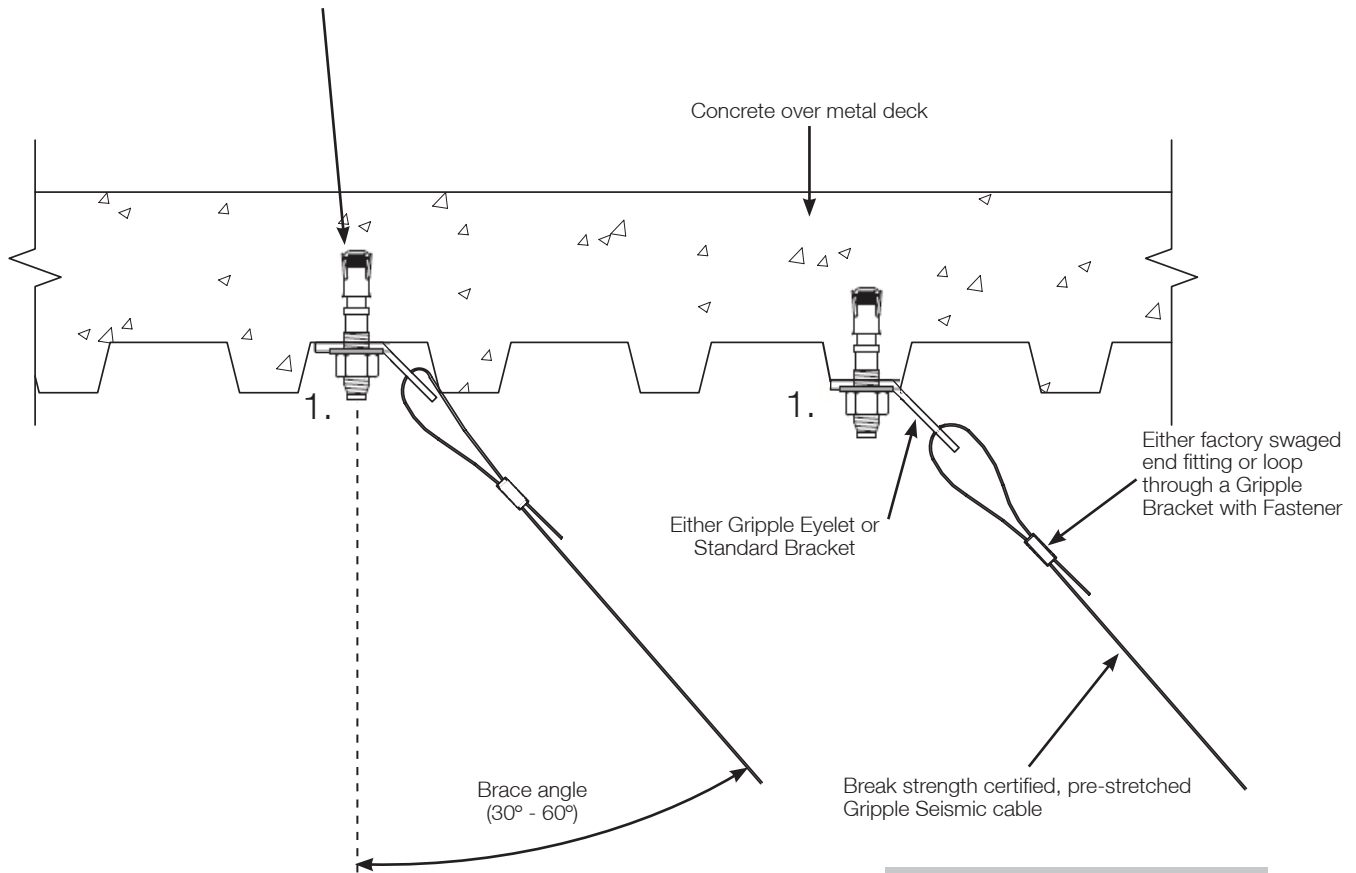 Concrete over metal deck
1.
1.
Either factory swaged
end fitting or loop
through a Gripple
Bracket with Fastener
Either Gripple Eyelet or
Standard Bracket
Brace angle
(30º - 60º)
Break strength certified, pre-stretched
Gripple Seismic cable